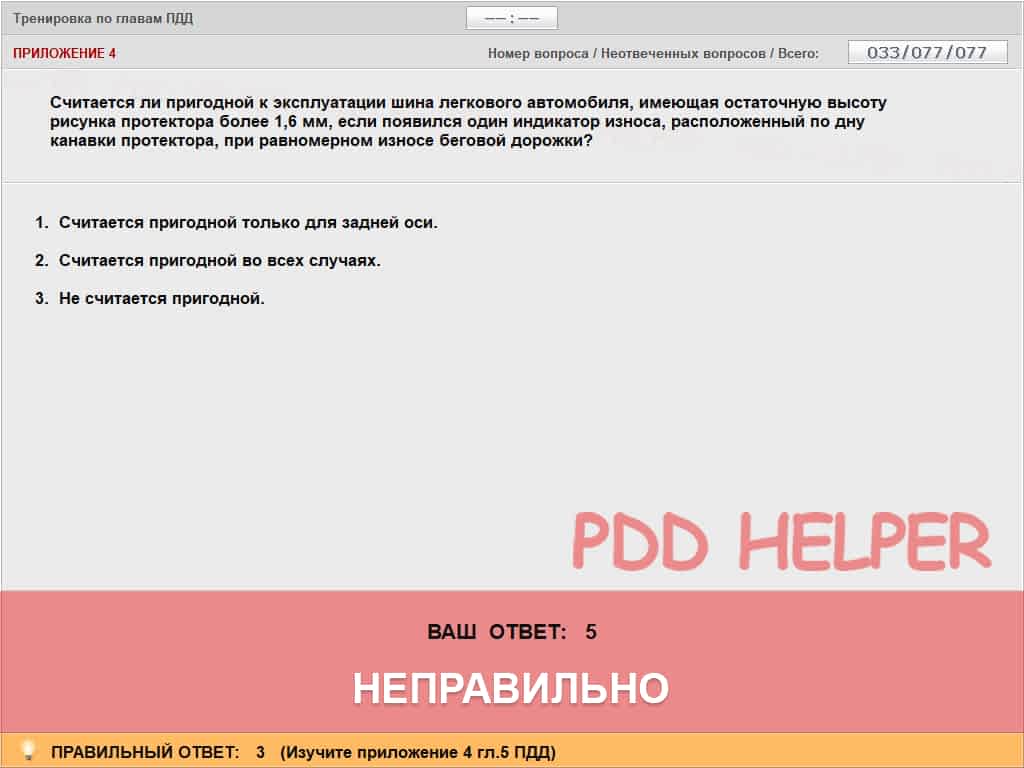 Тренировка по главам ПДД
—— : ——
ПРИЛОЖЕНИЕ 4
Номер вопроса / Неотвеченных вопросов / Всего: 033/077/077
Считается ли пригодной к эксплуатации шина легкового автомобиля, имеющая остаточную высоту
рисунка протектора более 1,6 мм, если появился один индикатор износа, расположенный по дну
канавки протектора, при равномерном износе беговой дорожки?
1. Считается пригодной только для задней оси.
2. Считается пригодной во всех случаях.
3. Не считается пригодной.
PDD HELPER
ВАШ ОТВЕТ: 5
НЕПРАВИЛЬНО
ПРАВИЛЬНЫЙ ОТВЕТ: 3 (Изучите приложение 4 гл.5 ПДД)